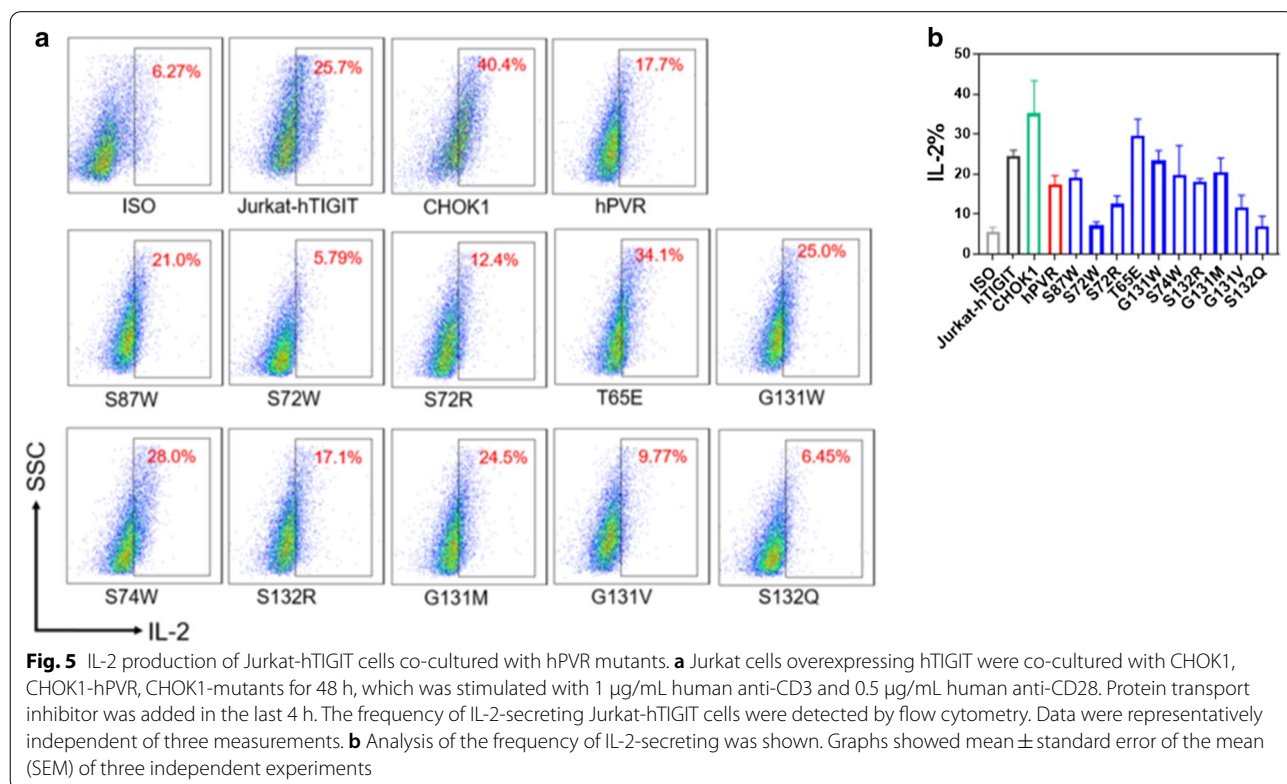 a
6.27%
25.7%
40.4%
17.7%
ISO
Jurkat-hTIGIT
CHOK1
hPVR
21.0%
5.79%
12.4%
34.1%
25.0%
S87W
S72W
S72R
T65E
G131W
28.0%
17.1%
24.5%
9.77%
6.45%
S74W
S132R
G131M
G131V
S132Q
SSC
IL-2
b
IL-2%
50
40
30
20
10
0
ISO
Jurkat-hTIGIT
CHOK1
hPVR
S87W
S72W
S72R
T65E
G131W
S74W
S132R
G131M
G131V
S132Q
Fig. 5 IL-2 production of Jurkat-hTIGIT cells co-cultured with hPVR mutants. a Jurkat cells overexpressing hTIGIT were co-cultured with CHOK1,
CHOK1-hPVR, CHOK1-mutants for 48 h, which was stimulated with 1 μg/mL human anti-CD3 and 0.5 μg/mL human anti-CD28. Protein transport
inhibitor was added in the last 4 h. The frequency of IL-2-secreting Jurkat-hTIGIT cells were detected by flow cytometry. Data were representatively
independent of three measurements. b Analysis of the frequency of IL-2-secreting was shown. Graphs showed mean ± standard error of the mean
(SEM) of three independent experiments